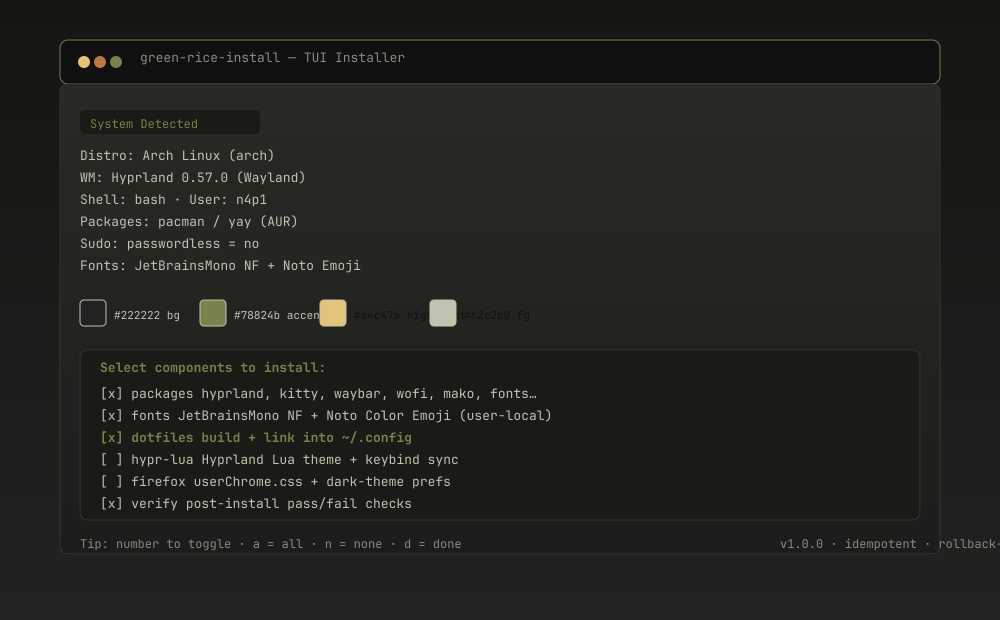 green-rice-install — TUI Installer
System Detected
Distro: Arch Linux (arch)
WM: Hyprland 0.57.0 (Wayland)
Shell: bash · User: n4p1
Packages: pacman / yay (AUR)
Sudo: passwordless = no
Fonts: JetBrainsMono NF + Noto Emoji
#222222 bg #78824b accen #e4c47a hig #c2c2b0 fg
Select components to install:
[x] packages hyprland, kitty, waybar, wofi, mako, fonts…
[x] fonts JetBrainsMono NF + Noto Color Emoji (user-local)
[x] dotfiles build + link into ~/.config
[ ] hypr-lua Hyprland Lua theme + keybind sync
[ ] firefox userChrome.css + dark-theme prefs
[x] verify post-install pass/fail checks
Tip: number to toggle · a = all · n = none · d = done v1.0.0 · idempotent · rollback-